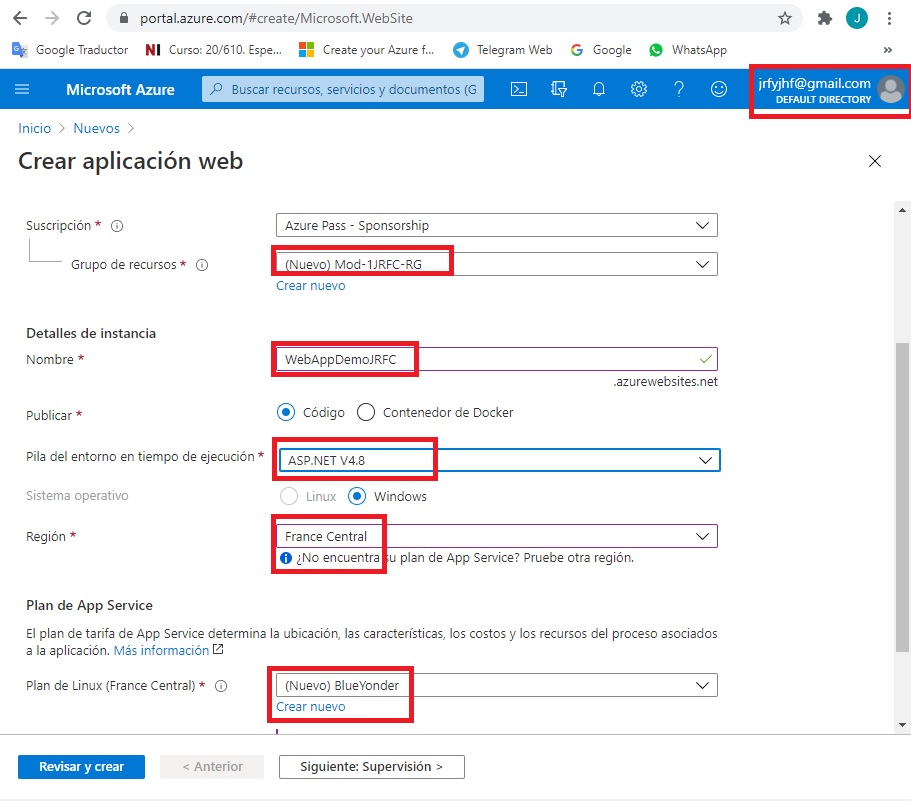 portal.azure.com/#create/Microsoft.WebSite
J
Google Traductor
NI Curso: 20/610. Espe...
Create your Azure f...
Telegram Web
G Google
WhatsApp
»
Microsoft Azure
Buscar recursos, servicios y documentos (G
jrfyjhf@gmail.com
DEFAULT DIRECTORY
Inicio > Nuevos >
Crear aplicación web
Suscripción *
Azure Pass - Sponsorship
Grupo de recursos *
(Nuevo) Mod-1JRFC-RG
Crear nuevo
Detalles de instancia
Nombre *
WebAppDemoJRFC
.azurewebsites.net
Publicar *
Código Contenedor de Docker
Pila del entorno en tiempo de ejecución *
ASP.NET V4.8
Sistema operativo
Linux Windows
Región *
France Central
¿No encuentra su plan de App Service? Pruebe otra región.
Plan de App Service
El plan de tarifa de App Service determina la ubicación, las características, los costos y los recursos del proceso asociados
a la aplicación. Más información
Plan de Linux (France Central) *
(Nuevo) BlueYonder
Crear nuevo
Revisar y crear
< Anterior
Siguiente: Supervisión >